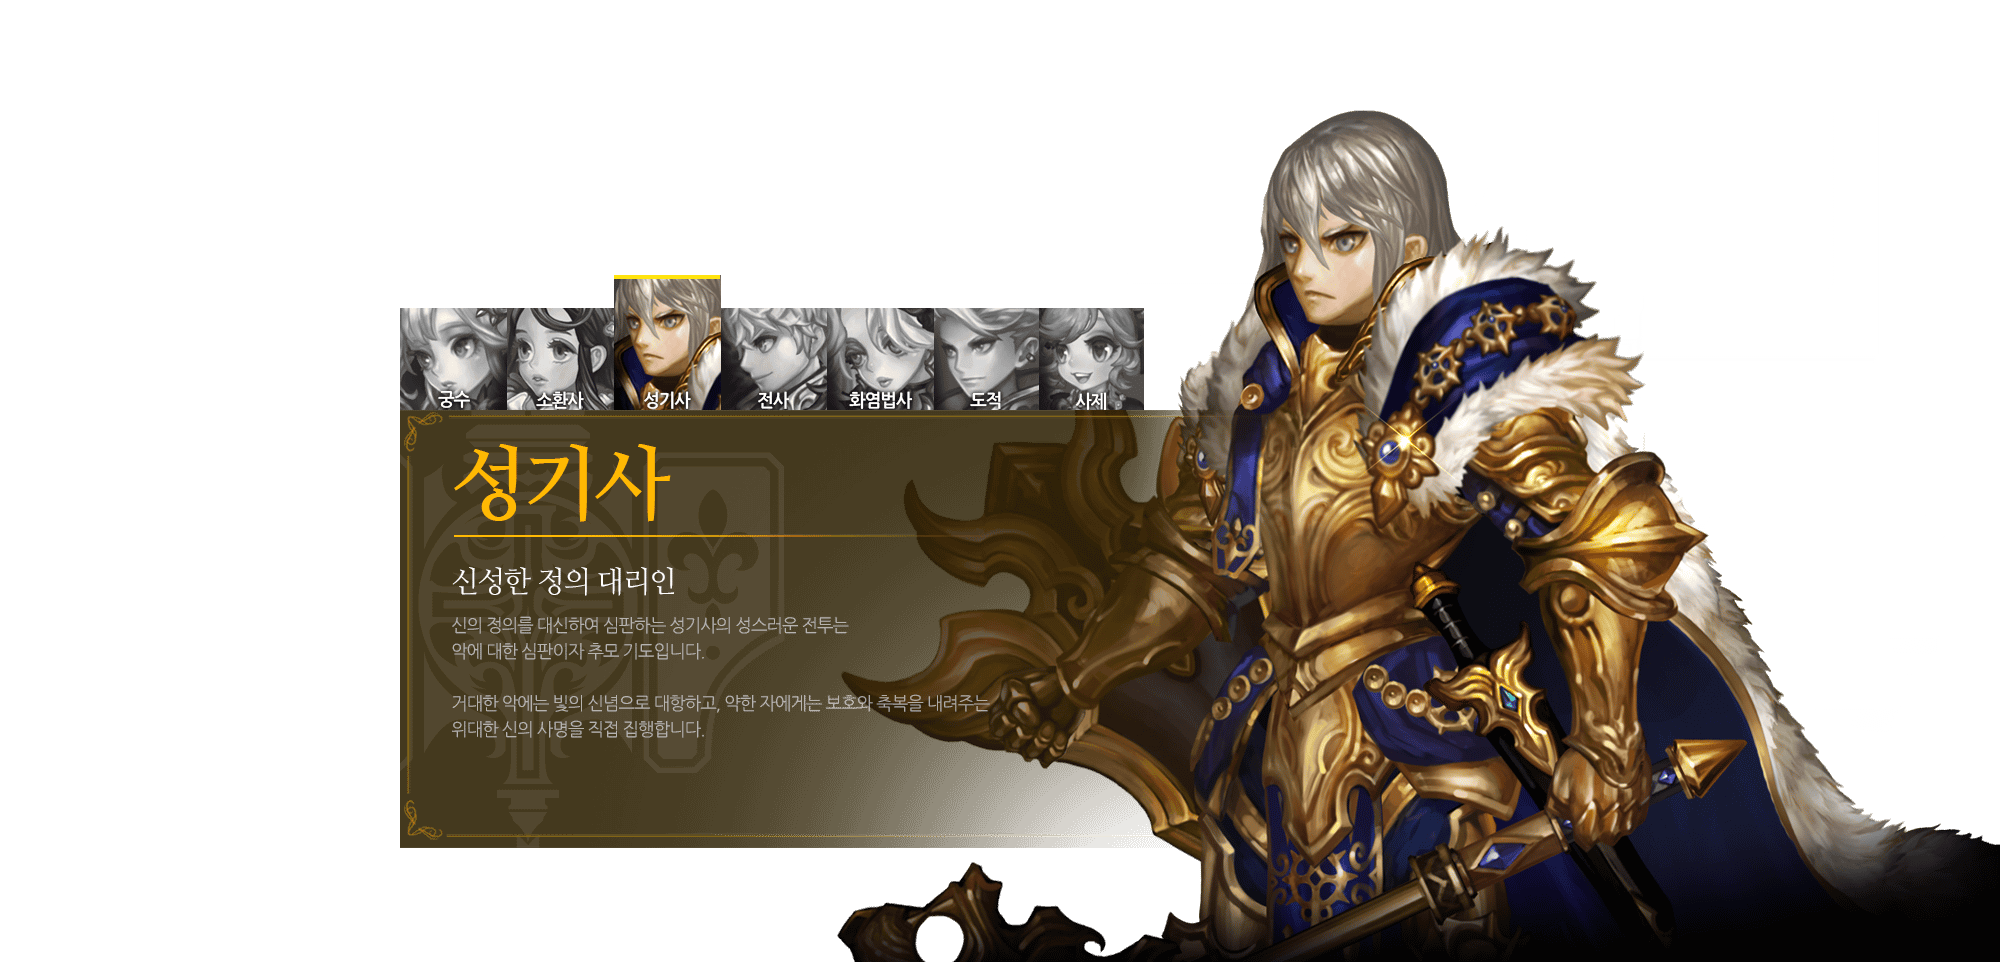 궁수
소환사
성기사
전사
화염법사
도적
사제
성기사
신성한 정의 대리인
신의 정의를 대신하여 심판하는 성기사의 성스러운 전투는
악에 대한 심판이자 추모 기도입니다.
거대한 악에는 빛의 신념으로 대항하고, 약한 자에게는 보호와 축복을 내려주는
위대한 신의 사명을 직접 집행합니다.